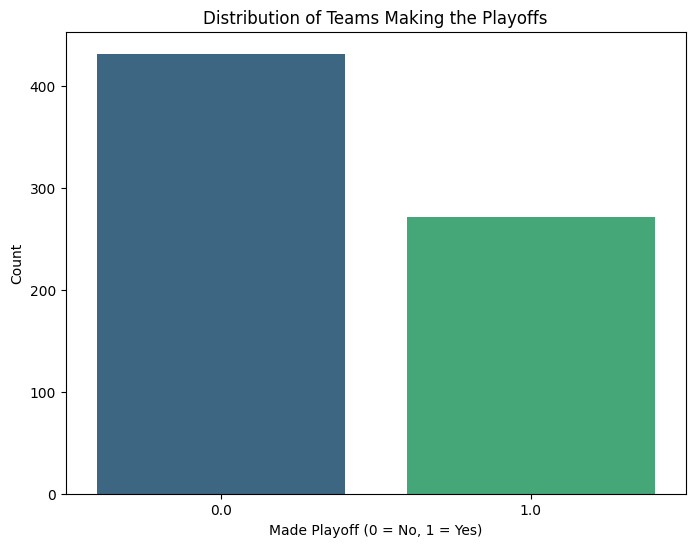 Distribution of Teams Making the Playoffs
400
300
200
100
0
Count
0.0
1.0
Made Playoff (0 = No, 1 = Yes)